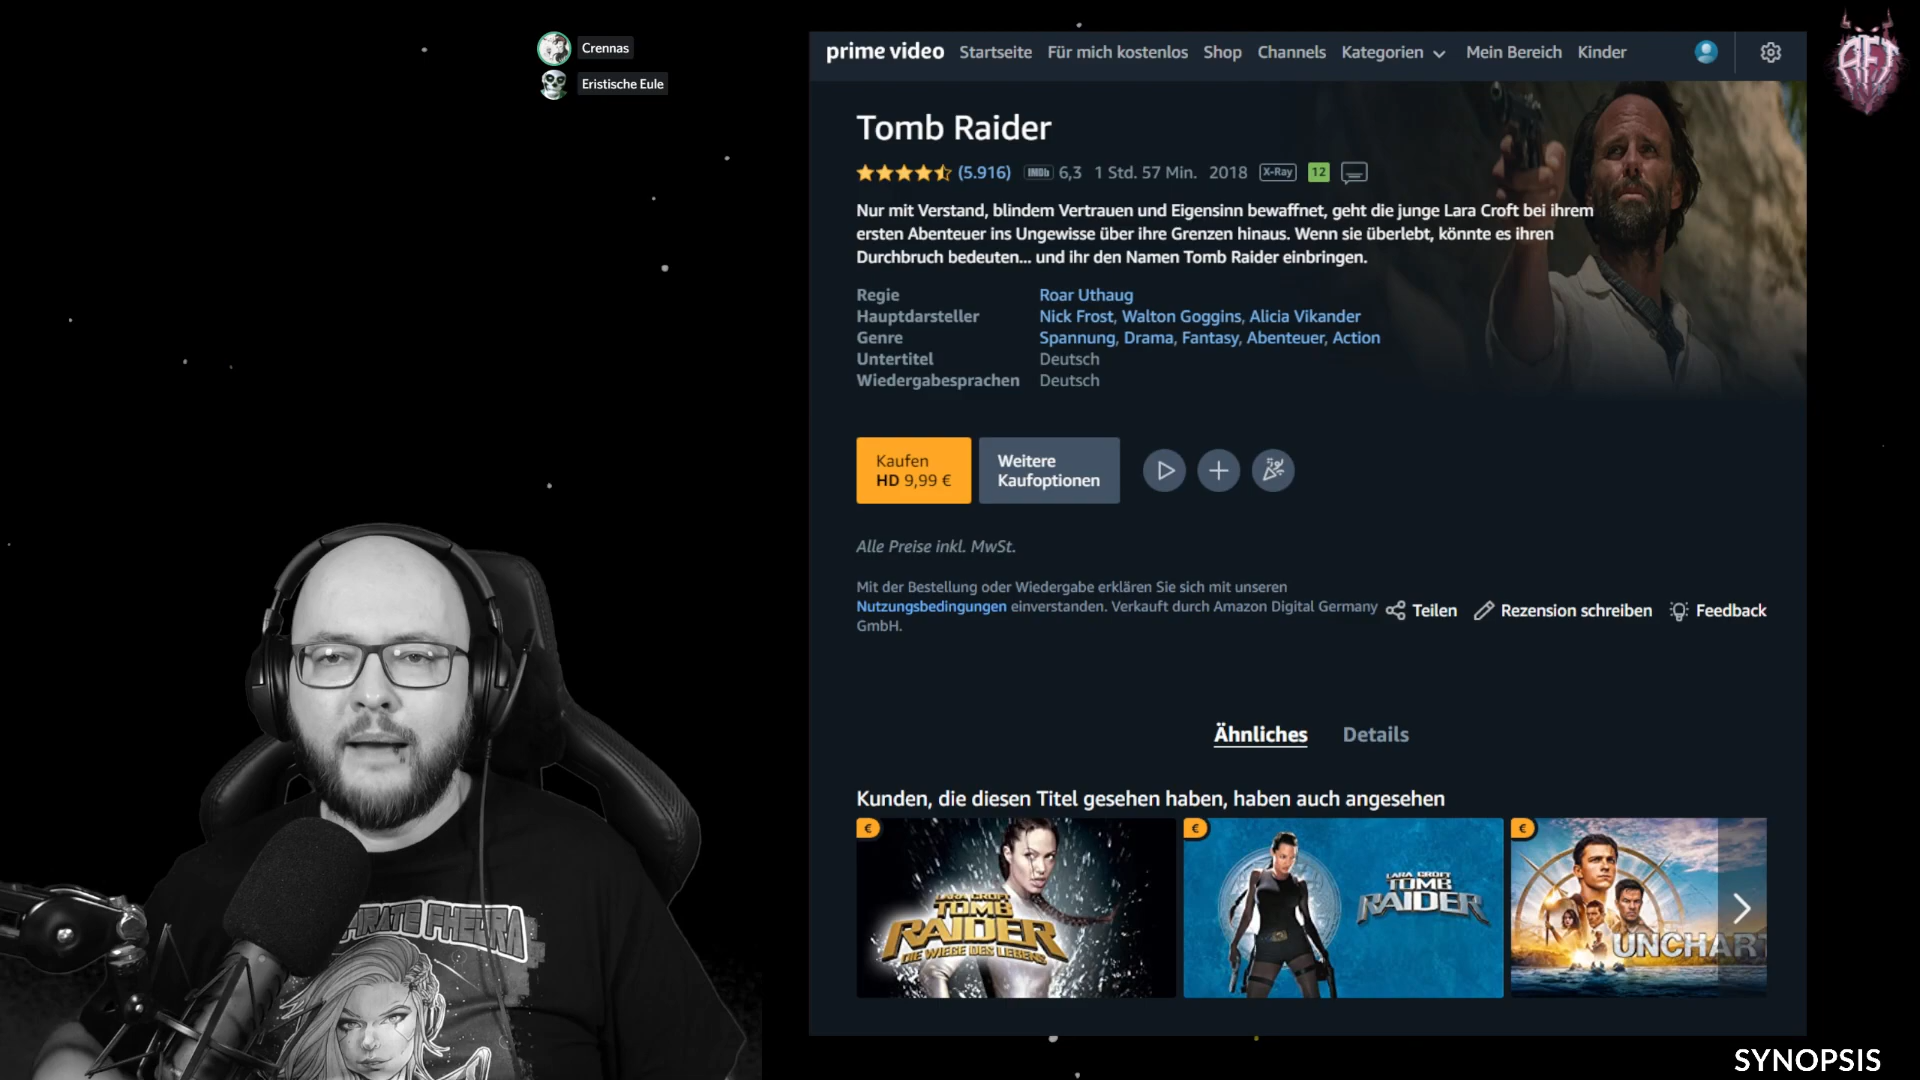 Crennas
Eristische Eule
prime video Startseite Für mich kostenlos Shop Channels Kategorien Mein Bereich Kinder
AFT
Tomb Raider
(5.916) IMDb 6,3 1 Std. 57 Min. 2018 X-Ray 12
Nur mit Verstand, blindem Vertrauen und Eigensinn bewaffnet, geht die junge Lara Croft bei ihrem
ersten Abenteuer ins Ungewisse über ihre Grenzen hinaus. Wenn sie überlebt, könnte es ihren
Durchbruch bedeuten... und ihr den Namen Tomb Raider einbringen.
Regie Roar Uthaug
Hauptdarsteller Nick Frost, Walton Goggins, Alicia Vikander
Genre Spannung, Drama, Fantasy, Abenteuer, Action
Untertitel Deutsch
Wiedergabesprachen Deutsch
Kaufen
HD 9,99 €
Weitere
Kaufoptionen
Alle Preise inkl. MwSt.
Mit der Bestellung oder Wiedergabe erklären Sie sich mit unseren
Nutzungsbedingungen einverstanden. Verkauft durch Amazon Digital Germany
GmbH.
Teilen Rezension schreiben Feedback
Ähnliches Details
Kunden, die diesen Titel gesehen haben, haben auch angesehen
€ € €
LARA CROFT
TOMB
RAIDER
DIE WIEGE DES LEBENS
LARA CROFT
TOMB
RAIDER
UNCHAR
SYNOPSIS